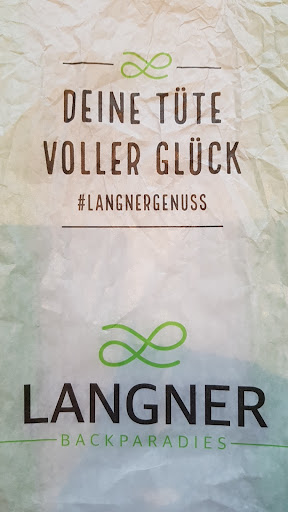 DEINE TÜTE
VOLLER GLÜCK
#LANGNERGENUSS
LANGNER
BACKPARADIES